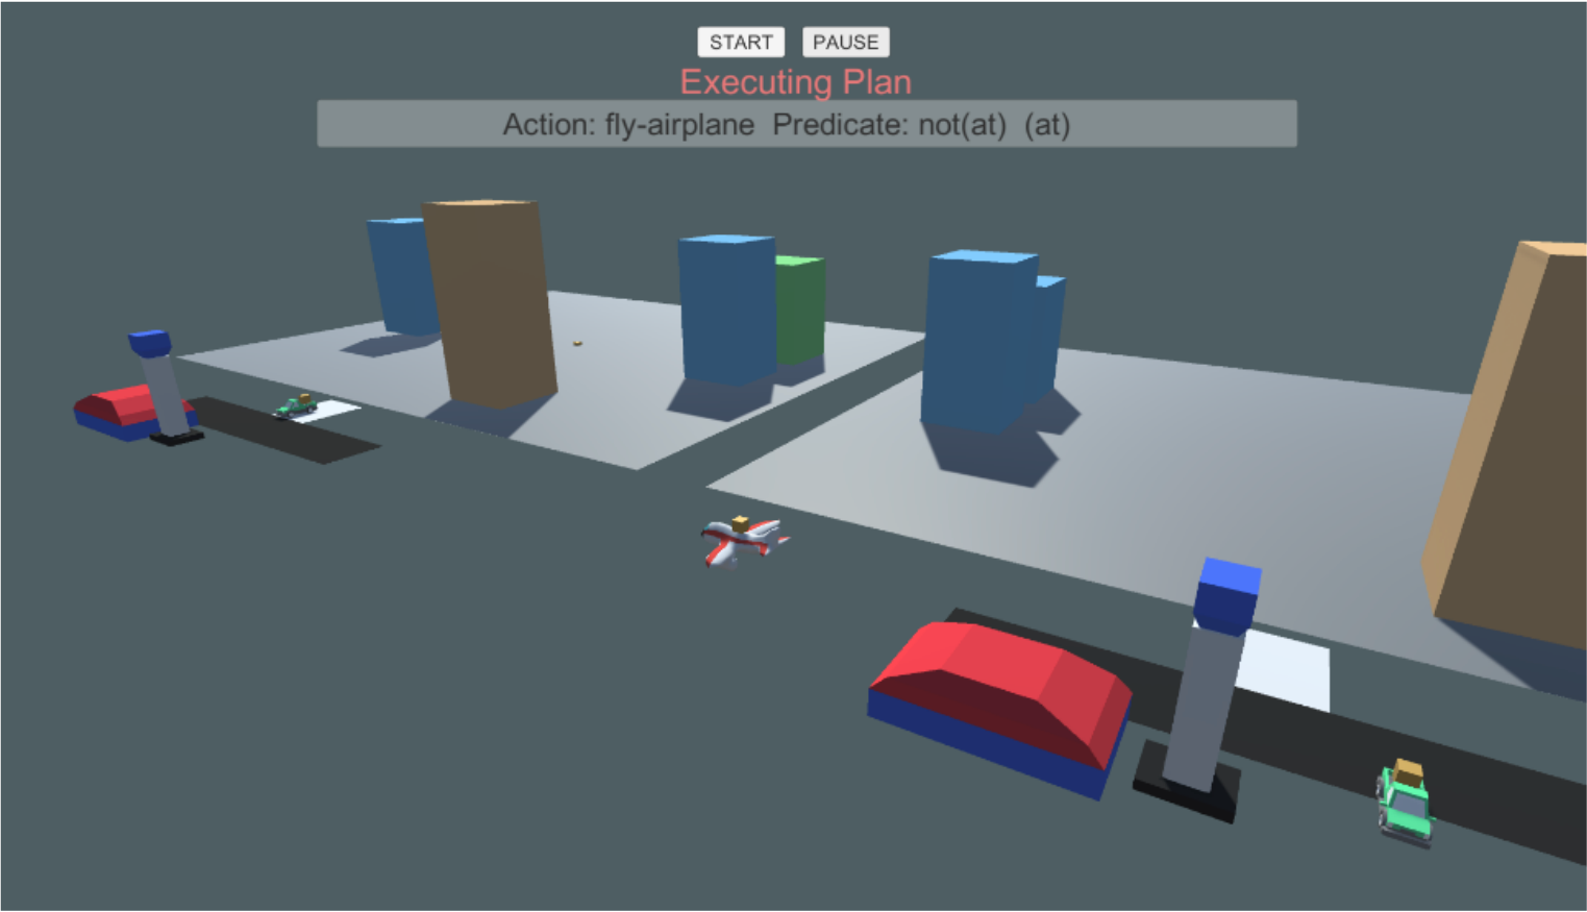 START PAUSE
Executing Plan
Action: fly-airplane Predicate: not(at) (at)